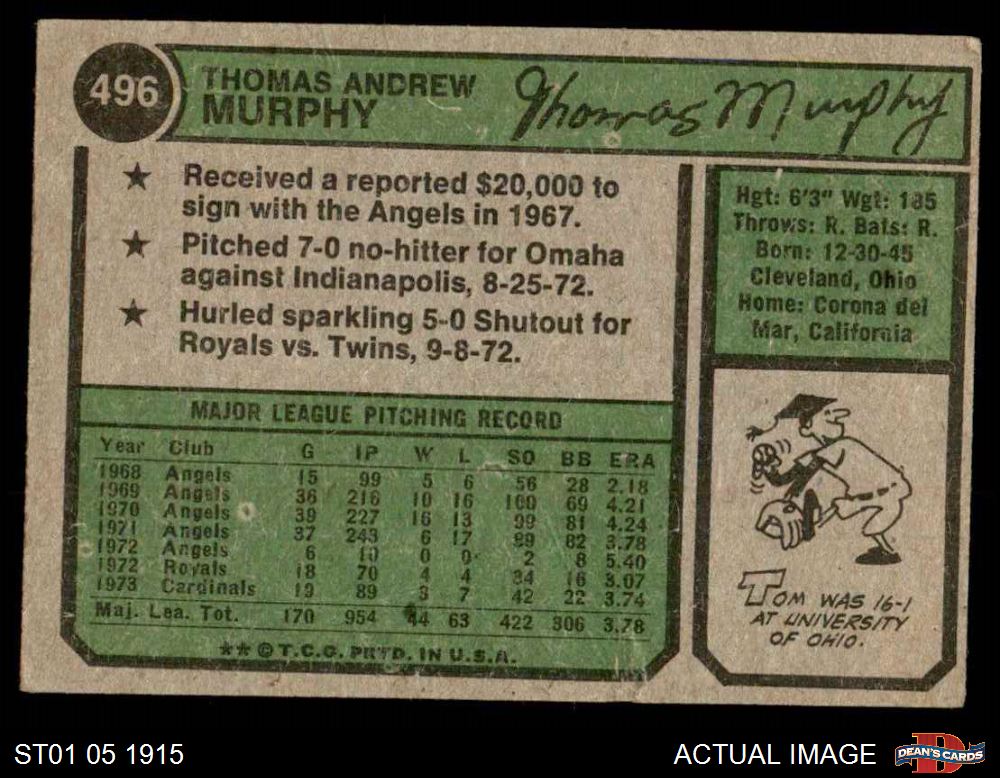 496
THOMAS ANDREW
MURPHY
Thomas Murphy
★ Received a reported $20,000 to
sign with the Angels in 1967.
★ Pitched 7-0 no-hitter for Omaha
against Indianapolis, 8-25-72.
★ Hurled sparkling 5-0 Shutout for
Royals vs. Twins, 9-8-72.
Hgt: 6'3" Wgt: 185
Throws: R. Bats: R.
Born: 12-30-45
Cleveland, Ohio
Home: Corona del
Mar, California
MAJOR LEAGUE PITCHING RECORD
Year Club G IP W L SO BB ERA
1968 Angels 15 99 5 6 56 28 2.18
1969 Angels 36 216 10 16 100 69 4.21
1970 Angels 39 227 16 13 99 81 4.24
1971 Angels 37 243 6 17 89 82 3.78
1972 Angels 6 10 0 0 2 8 5.40
1972 Royals 18 70 4 4 34 16 3.07
1973 Cardinals 19 89 3 7 42 22 3.74
Maj. Lea. Tot. 170 954 44 63 422 306 3.78
★★ © T.C.G. PRTD. IN U.S.A.
TOM WAS 16-1
AT UNIVERSITY
OF OHIO.
ST01 05 1915
ACTUAL IMAGE
DEAN'S CARDS